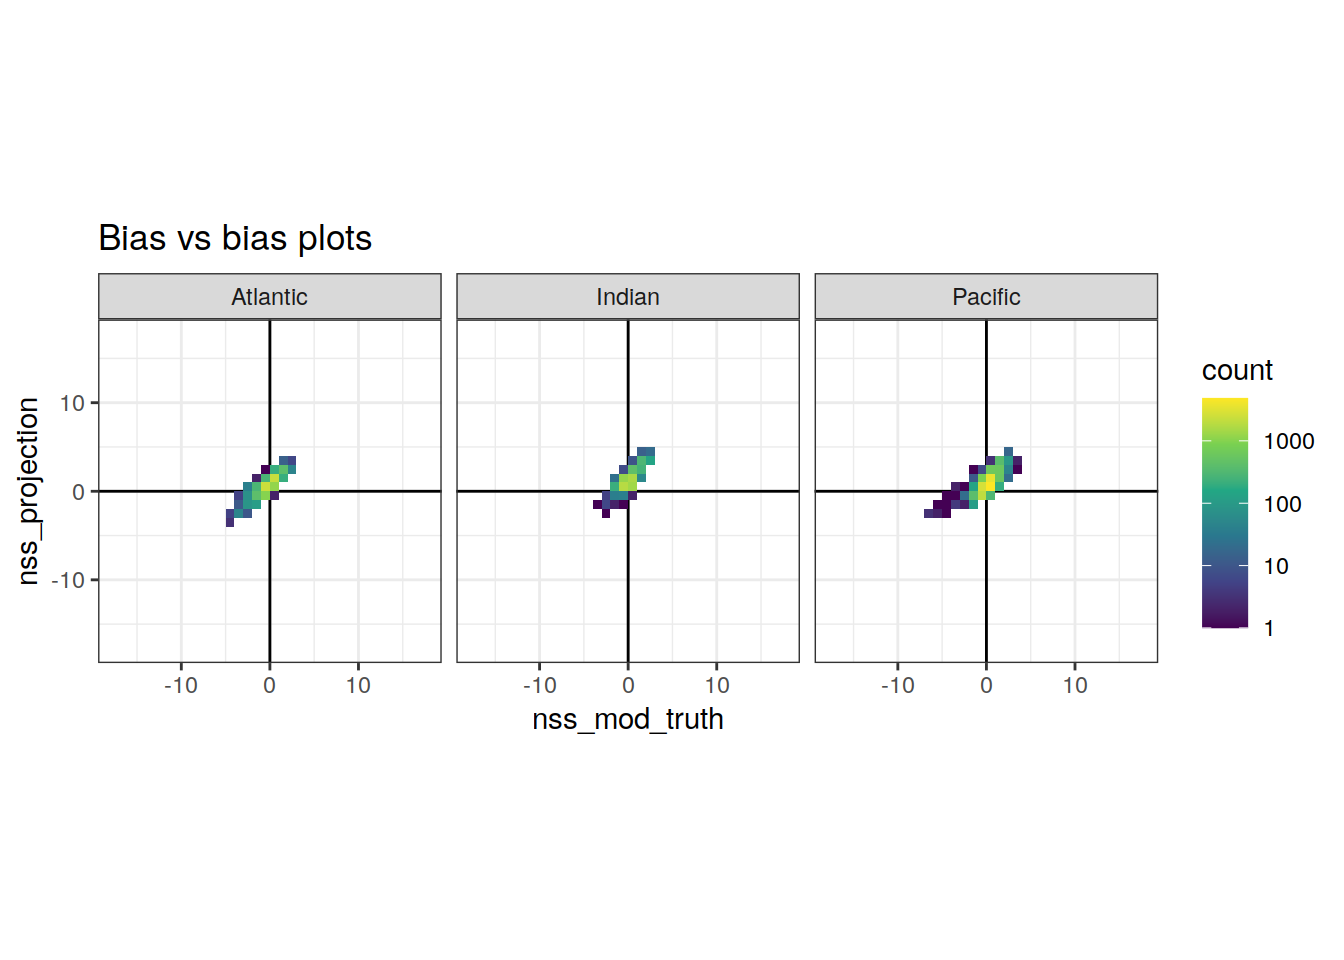 Bias vs bias plots
Atlantic Indian Pacific
nss_projection
10
0
-10
-10 0 10 -10 0 10 -10 0 10
nss_mod_truth
count
1000
100
10
1